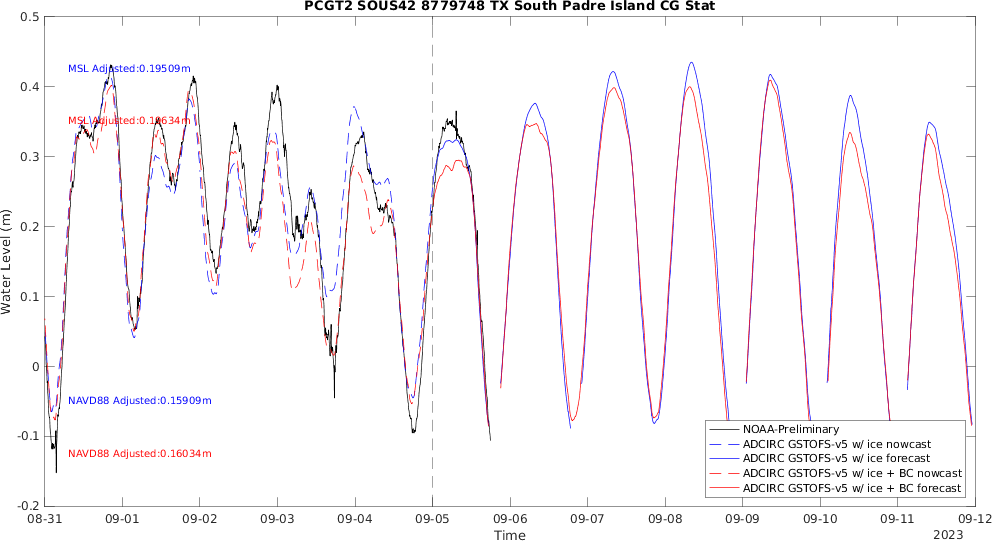 PCGT2 SOUS42 8779748 TX South Padre Island CG Stat
0.5
0.4
0.3
0.2
0.1
0
-0.1
-0.2
Water Level (m)
MSL Adjusted:0.19509m
MSL Adjusted:0.19634m
NAVD88 Adjusted:0.15909m
NAVD88 Adjusted:0.16034m
NOAA-Preliminary
ADCIRC GSTOFS-v5 w/ ice nowcast
ADCIRC GSTOFS-v5 w/ ice forecast
ADCIRC GSTOFS-v5 w/ ice + BC nowcast
ADCIRC GSTOFS-v5 w/ ice + BC forecast
08-31 09-01 09-02 09-03 09-04 09-05 09-06 09-07 09-08 09-09 09-10 09-11 09-12
Time
2023